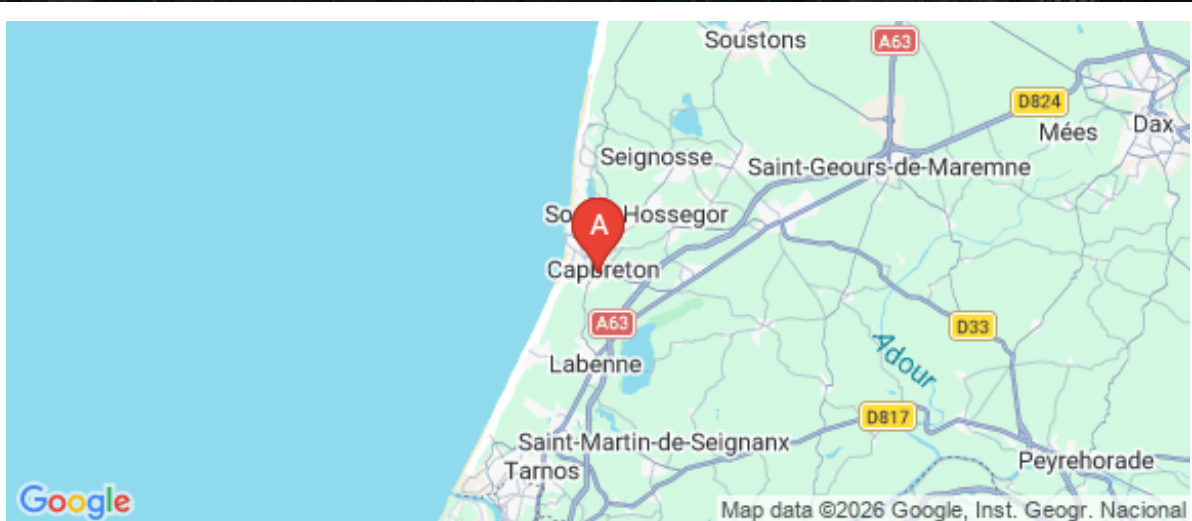 Soustons
A63
D824
Mées
Dax
Seignosse
Saint-Geours-de-Maremne
Hossegor
A
Capbreton
A63
D33
Labenne
Adour
D817
Saint-Martin-de-Seignanx
Tarnos
Peyrehorade
Google
Map data ©2026 Google, Inst. Geogr. Nacional